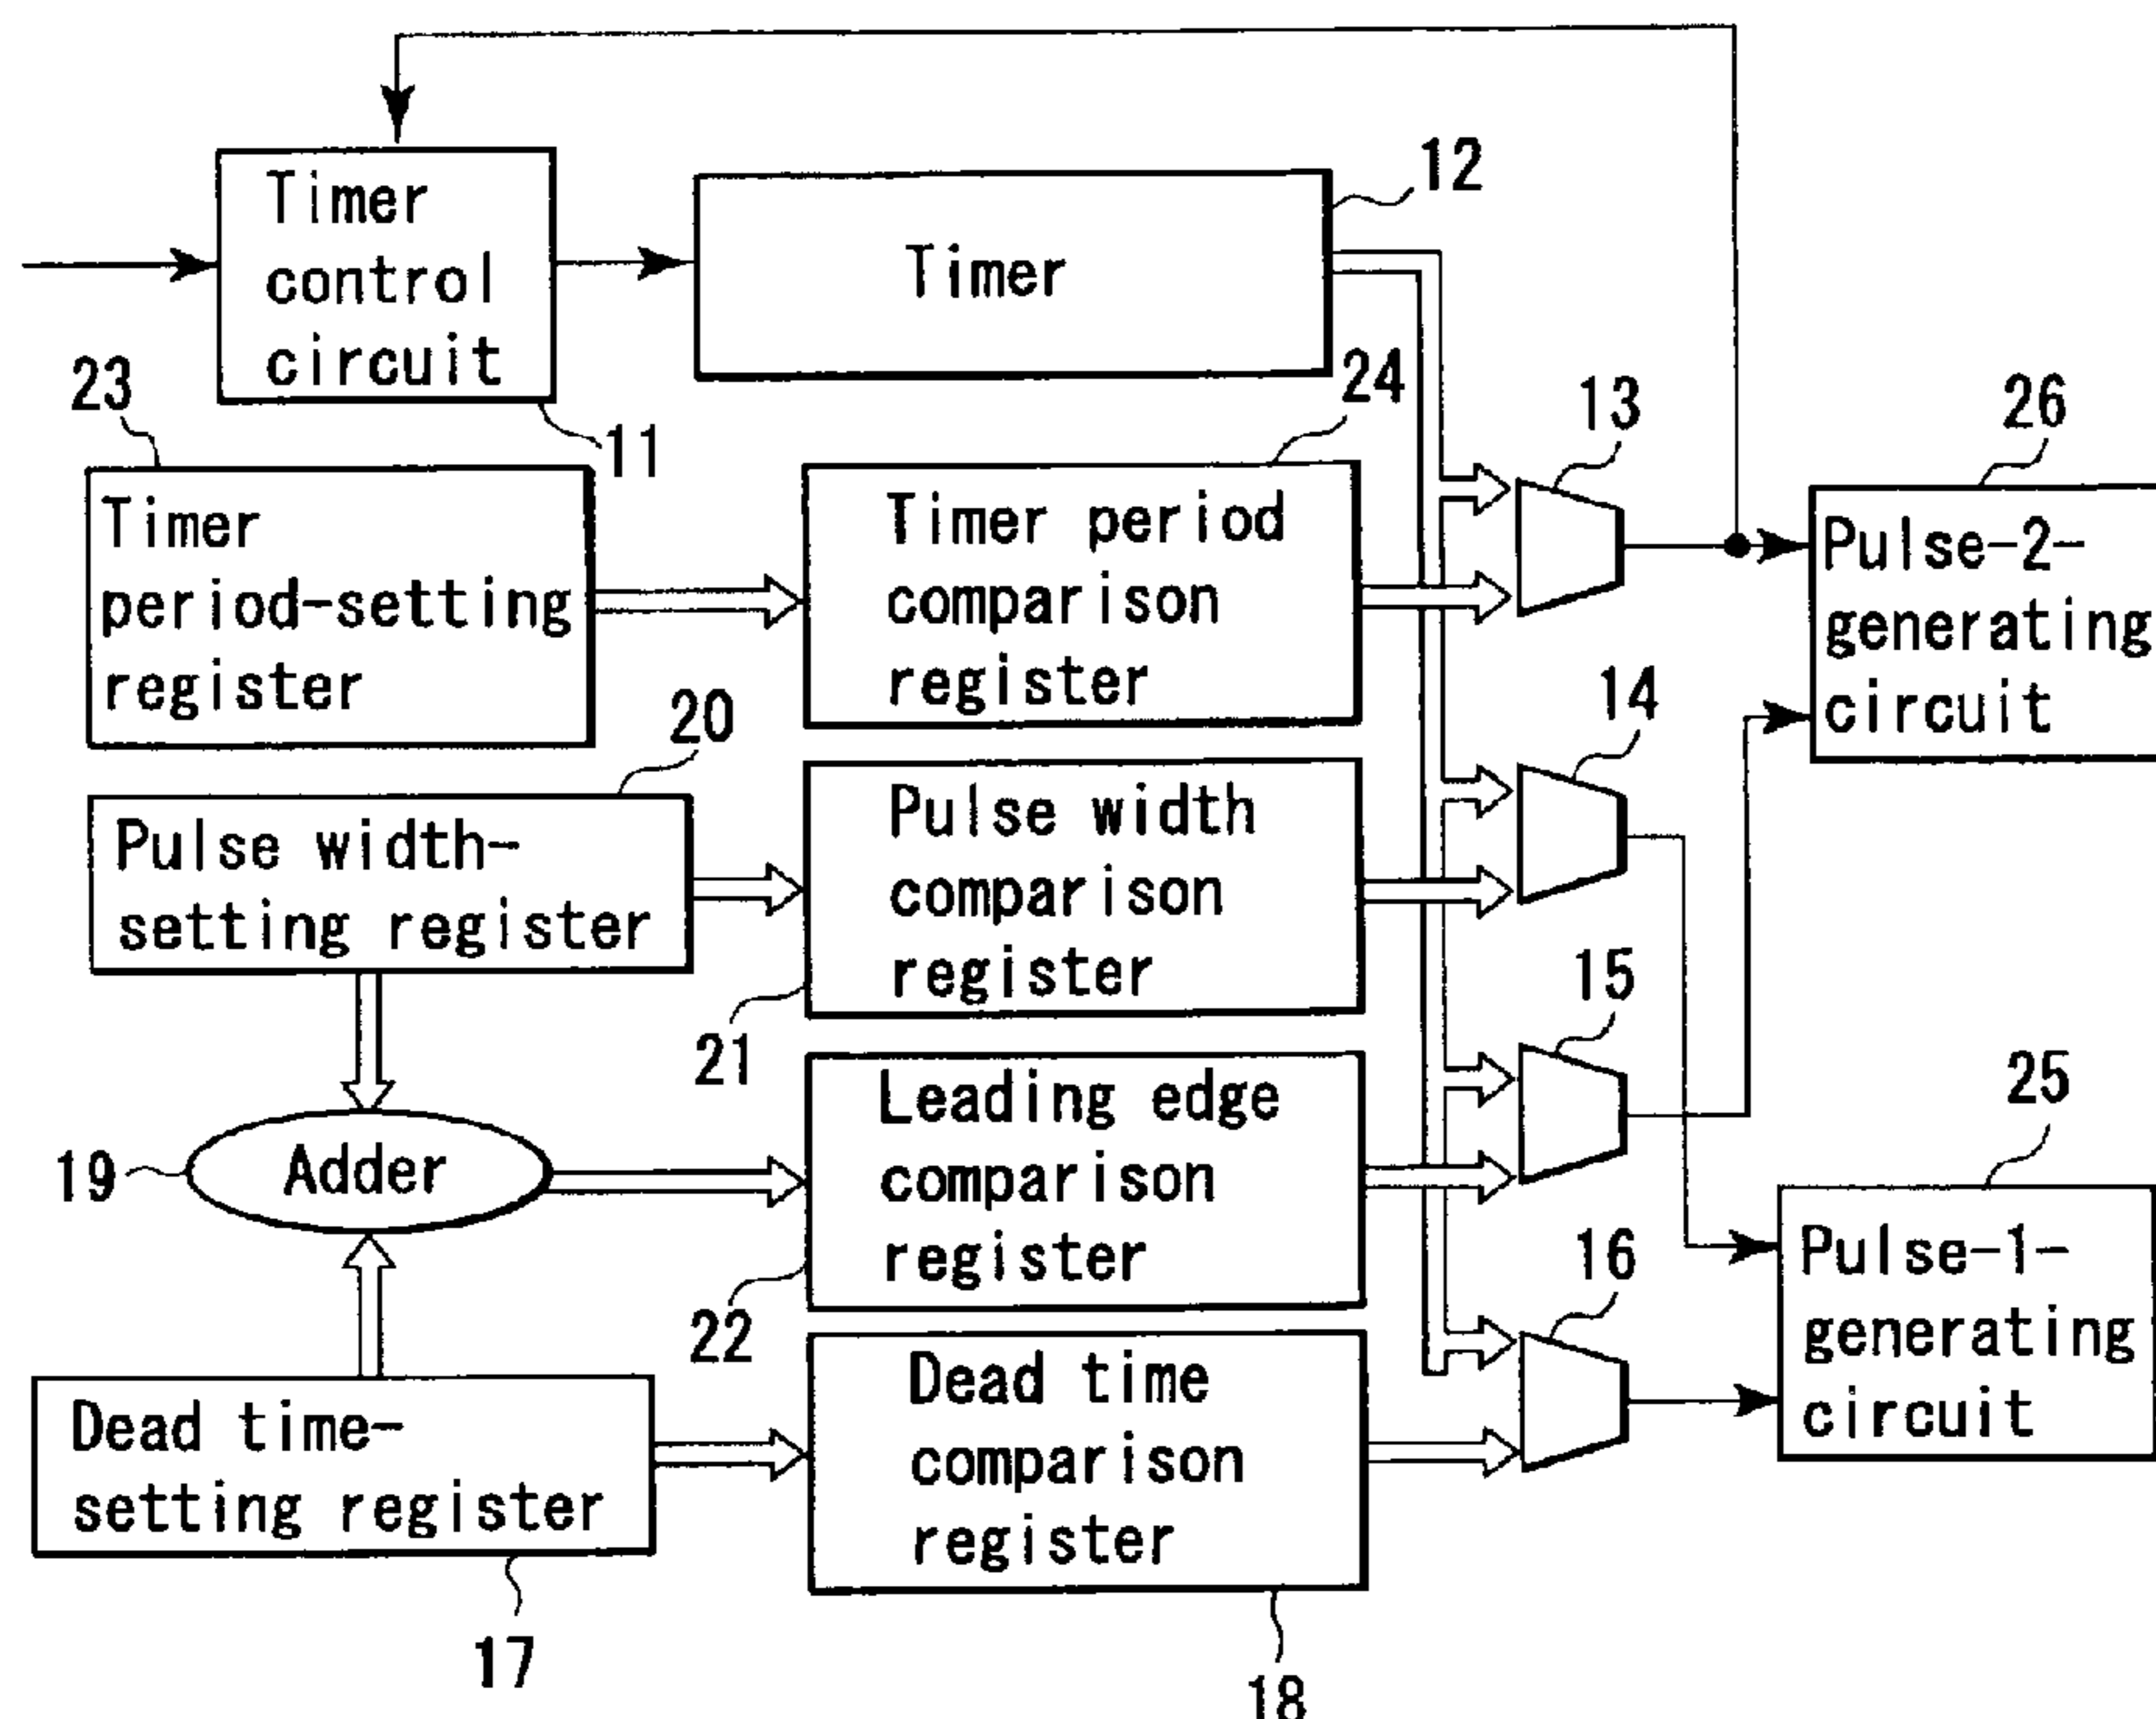 12
Timer
control
circuit
Timer
23
11
24
13
26
Timer
period-setting
register
Timer period
comparison
register
Pulse-2-
generating
circuit
20
14
Pulse width-
setting register
Pulse width
comparison
register
21
15
25
19
Adder
Leading edge
comparison
register
22
16
Pulse-1-
generating
circuit
Dead time-
setting register
Dead time
comparison
register
17
18